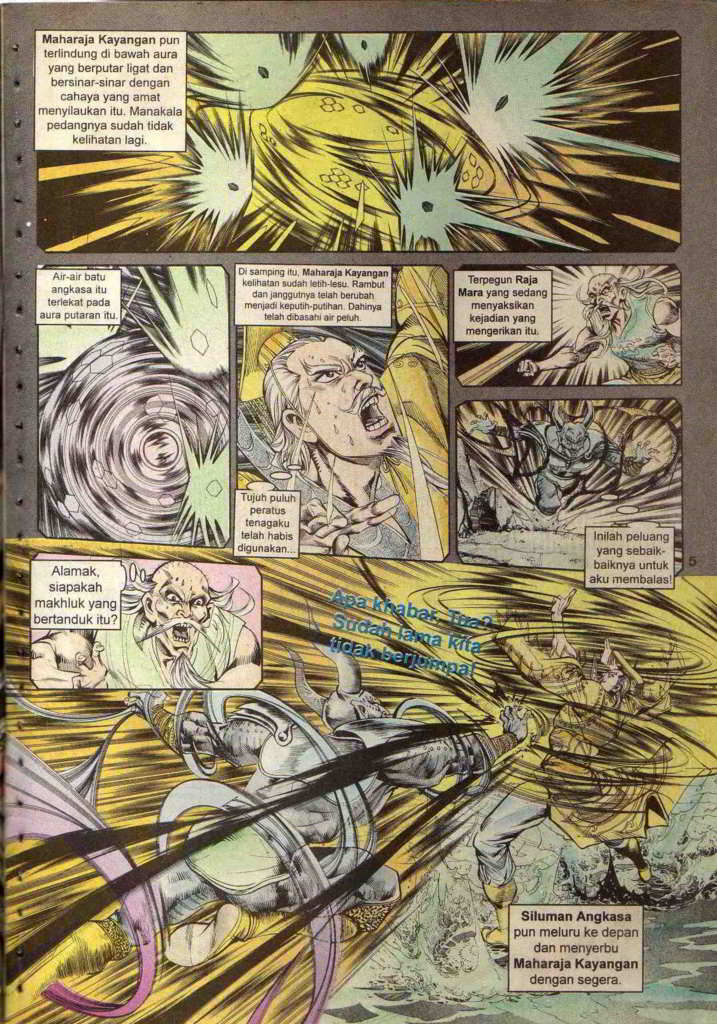 Maharaja Kayangan pun
terlindung di bawah aura
yang berputar ligat dan
bersinar-sinar dengan
cahaya yang amat
menyilaukan itu. Manakala
pedangnya sudah tidak
kelihatan lagi.
Air-air batu
angkasa itu
terlekat pada
aura putaran itu.
Di samping itu, Maharaja Kayangan
kelihatan sudah letih-lesu. Rambut
dan janggutnya telah berubah
menjadi keputih-putihan. Dahinya
telah dibasahi air peluh.
Tujuh puluh
peratus
tenagaku
telah habis
digunakan...
Terpegun Raja
Mara yang sedang
menyaksikan
kejadian yang
mengerikan itu.
Inilah peluang
yang sebaik-
baiknya untuk
aku membalas!
5
Alamak,
siapakah
makhluk yang
bertanduk itu?
Apa khabar, Tua?
Sudah lama kita
tidak berjumpa!
Siluman Angkasa
pun meluru ke depan
dan menyerbu
Maharaja Kayangan
dengan segera.